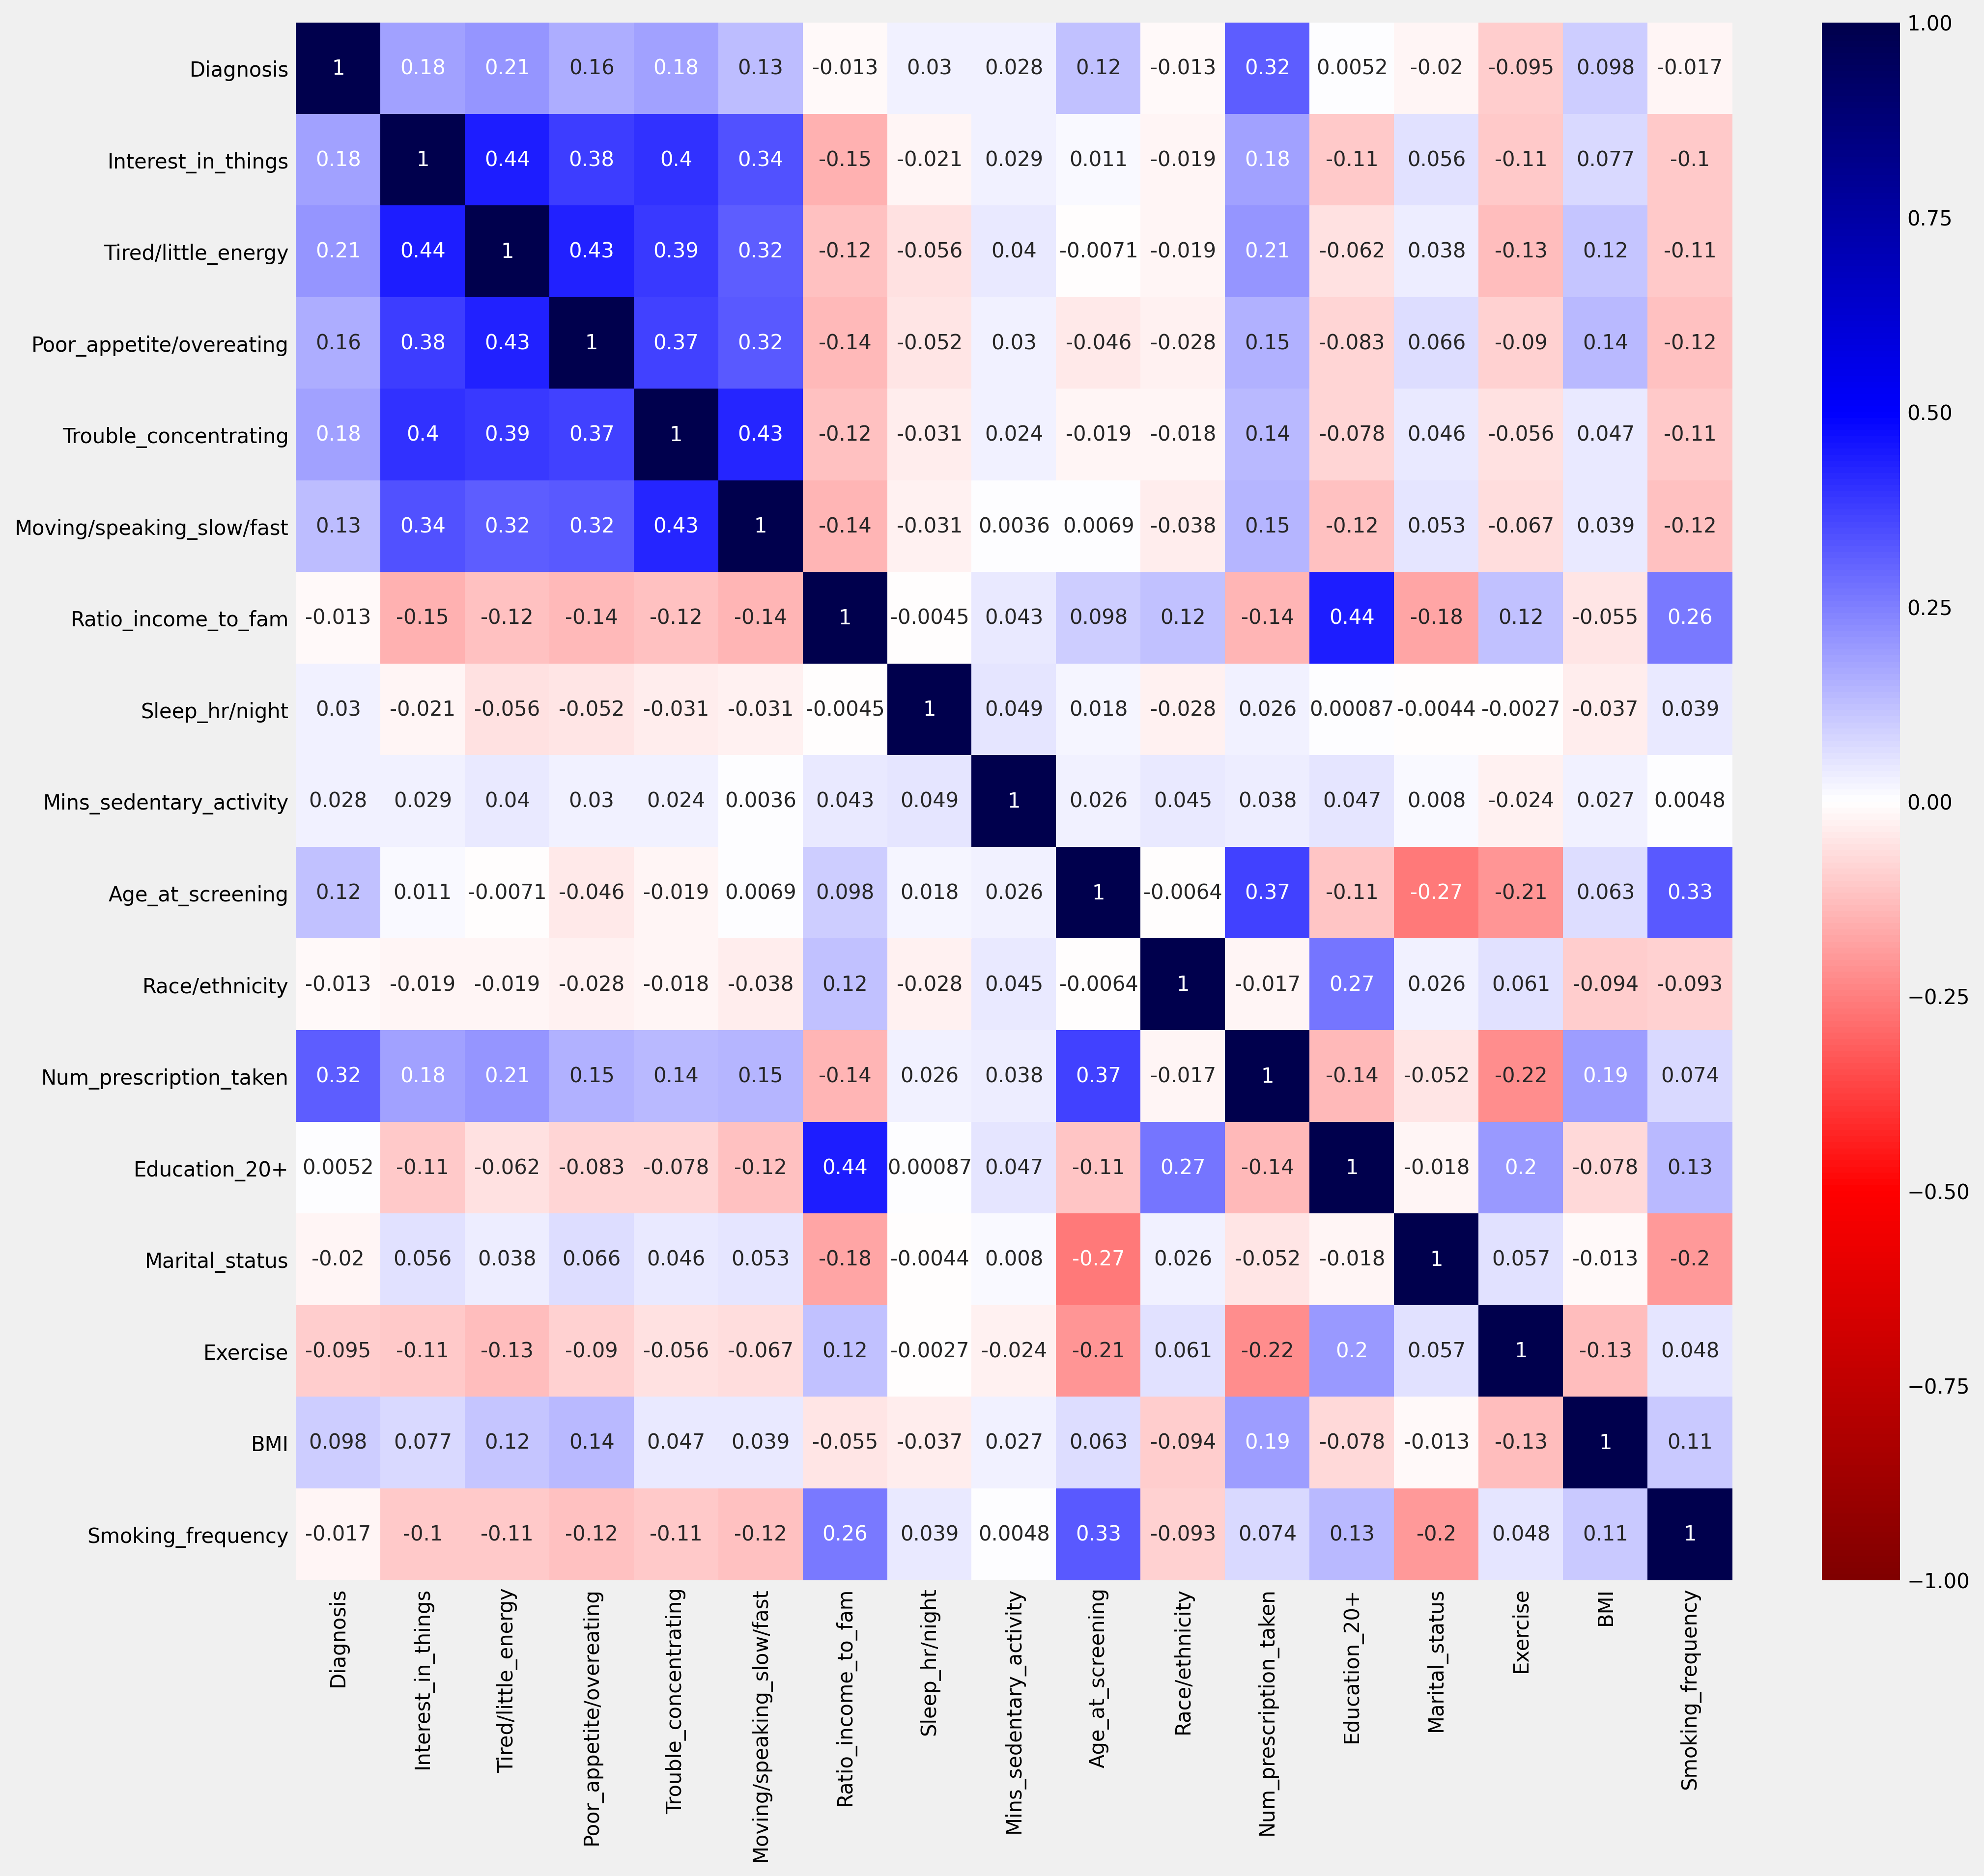 Diagnosis 1 0.18 0.21 0.16 0.18 0.13 -0.013 0.03 0.028 0.12 -0.013 0.32 0.0052 -0.02 -0.095 0.098 -0.017
Interest_in_things 0.18 1 0.44 0.38 0.4 0.34 -0.15 -0.021 0.029 0.011 -0.019 0.18 -0.11 0.056 -0.11 0.077 -0.1
Tired/little_energy 0.21 0.44 1 0.43 0.39 0.32 -0.12 -0.056 0.04 -0.0071 -0.019 0.21 -0.062 0.038 -0.13 0.12 -0.11
Poor_appetite/overeating 0.16 0.38 0.43 1 0.37 0.32 -0.14 -0.052 0.03 -0.046 -0.028 0.15 -0.083 0.066 -0.09 0.14 -0.12
Trouble_concentrating 0.18 0.4 0.39 0.37 1 0.43 -0.12 -0.031 0.024 -0.019 -0.018 0.14 -0.078 0.046 -0.056 0.047 -0.11
Moving/speaking_slow/fast 0.13 0.34 0.32 0.32 0.43 1 -0.14 -0.031 0.0036 0.0069 -0.038 0.15 -0.12 0.053 -0.067 0.039 -0.12
Ratio_income_to_fam -0.013 -0.15 -0.12 -0.14 -0.12 -0.14 1 -0.0045 0.043 0.098 0.12 -0.14 0.44 -0.18 0.12 -0.055 0.26
Sleep_hr/night 0.03 -0.021 -0.056 -0.052 -0.031 -0.031 -0.0045 1 0.049 0.018 -0.028 0.026 0.00087 -0.0044 -0.0027 -0.037 0.039
Mins_sedentary_activity 0.028 0.029 0.04 0.03 0.024 0.0036 0.043 0.049 1 0.026 0.045 0.038 0.047 0.008 -0.024 0.027 0.0048
Age_at_screening 0.12 0.011 -0.0071 -0.046 -0.019 0.0069 0.098 0.018 0.026 1 -0.0064 0.37 -0.11 -0.27 -0.21 0.063 0.33
Race/ethnicity -0.013 -0.019 -0.019 -0.028 -0.018 -0.038 0.12 -0.028 0.045 -0.0064 1 -0.017 0.27 0.026 0.061 -0.094 -0.093
Num_prescription_taken 0.32 0.18 0.21 0.15 0.14 0.15 -0.14 0.026 0.038 0.37 -0.017 1 -0.14 -0.052 -0.22 0.19 0.074
Education_20+ 0.0052 -0.11 -0.062 -0.083 -0.078 -0.12 0.44 0.00087 0.047 -0.11 0.27 -0.14 1 -0.018 0.2 -0.078 0.13
Marital_status -0.02 0.056 0.038 0.066 0.046 0.053 -0.18 -0.0044 0.008 -0.27 0.026 -0.052 -0.018 1 0.057 -0.013 -0.2
Exercise -0.095 -0.11 -0.13 -0.09 -0.056 -0.067 0.12 -0.0027 -0.024 -0.21 0.061 -0.22 0.2 0.057 1 -0.13 0.048
BMI 0.098 0.077 0.12 0.14 0.047 0.039 -0.055 -0.037 0.027 0.063 -0.094 0.19 -0.078 -0.013 -0.13 1 0.11
Smoking_frequency -0.017 -0.1 -0.11 -0.12 -0.11 -0.12 0.26 0.039 0.0048 0.33 -0.093 0.074 0.13 -0.2 0.048 0.11 1
Diagnosis
Interest_in_things
Tired/little_energy
Poor_appetite/overeating
Trouble_concentrating
Moving/speaking_slow/fast
Ratio_income_to_fam
Sleep_hr/night
Mins_sedentary_activity
Age_at_screening
Race/ethnicity
Num_prescription_taken
Education_20+
Marital_status
Exercise
BMI
Smoking_frequency
1.00
0.75
0.50
0.25
0.00
−0.25
−0.50
−0.75
−1.00